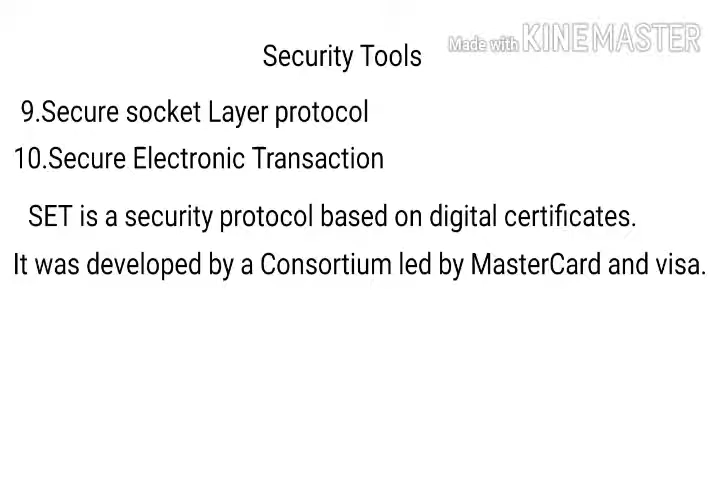 Made with KINEMASTER
Security Tools
9.Secure socket Layer protocol
10.Secure Electronic Transaction
SET is a security protocol based on digital certificates.
It was developed by a Consortium led by MasterCard and visa.